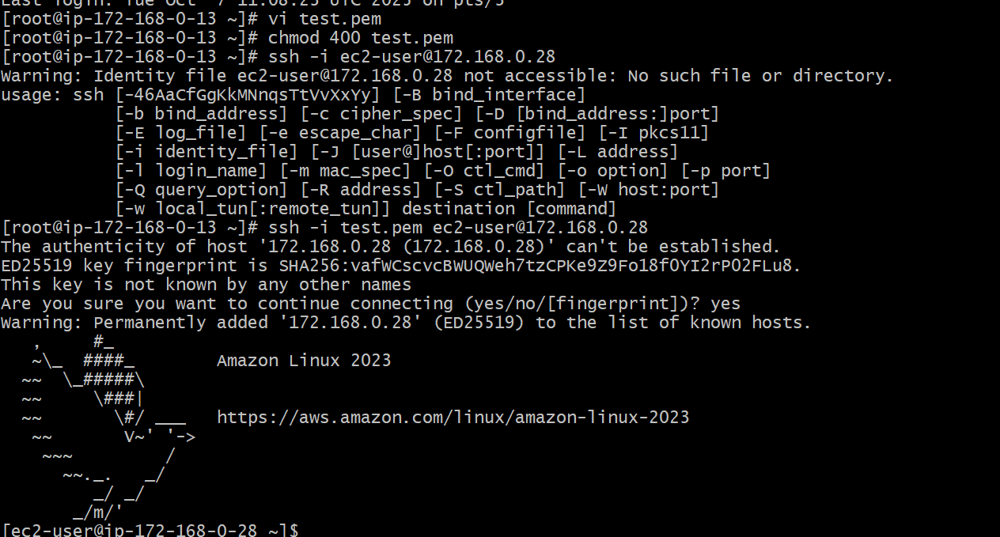 Last login: Tue Oct  7 11:08:25 UTC 2025 on pts/5
[root@ip-172-168-0-13 ~]# vi test.pem
[root@ip-172-168-0-13 ~]# chmod 400 test.pem
[root@ip-172-168-0-13 ~]# ssh -i ec2-user@172.168.0.28
Warning: Identity file ec2-user@172.168.0.28 not accessible: No such file or directory.
usage: ssh [-46AaCfGgKkMNnqsTtVvXxYy] [-B bind_interface]
           [-b bind_address] [-c cipher_spec] [-D [bind_address:]port]
           [-E log_file] [-e escape_char] [-F configfile] [-I pkcs11]
           [-i identity_file] [-J [user@]host[:port]] [-L address]
           [-l login_name] [-m mac_spec] [-O ctl_cmd] [-o option] [-p port]
           [-Q query_option] [-R address] [-S ctl_path] [-W host:port]
           [-w local_tun[:remote_tun]] destination [command]
[root@ip-172-168-0-13 ~]# ssh -i test.pem ec2-user@172.168.0.28
The authenticity of host '172.168.0.28 (172.168.0.28)' can't be established.
ED25519 key fingerprint is SHA256:vafWCscvcBWUQWeh7tzCPKe9Z9Fo18f0YI2rP02FLu8.
This key is not known by any other names
Are you sure you want to continue connecting (yes/no/[fingerprint])? yes
Warning: Permanently added '172.168.0.28' (ED25519) to the list of known hosts.
   ,     #_
   ~\_  ####_        Amazon Linux 2023
  ~~  \_#####\
  ~~     \###|
  ~~       \#/ ___   https://aws.amazon.com/linux/amazon-linux-2023
   ~~       V~' '->
    ~~~         /
      ~~._.   _/
         _/ _/
       _/m/'
[ec2-user@ip-172-168-0-28 ~]$